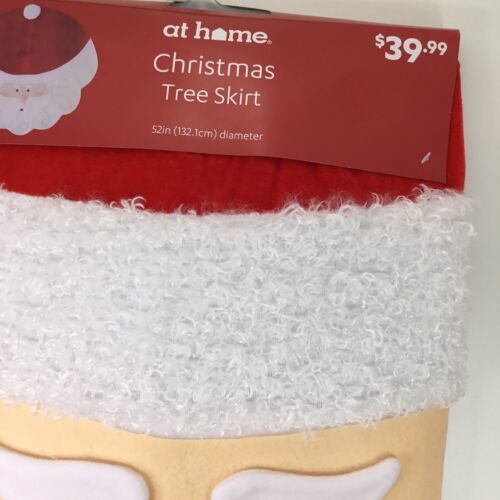 at home®
$39.99
Christmas
Tree Skirt
52in (132.1cm) diameter